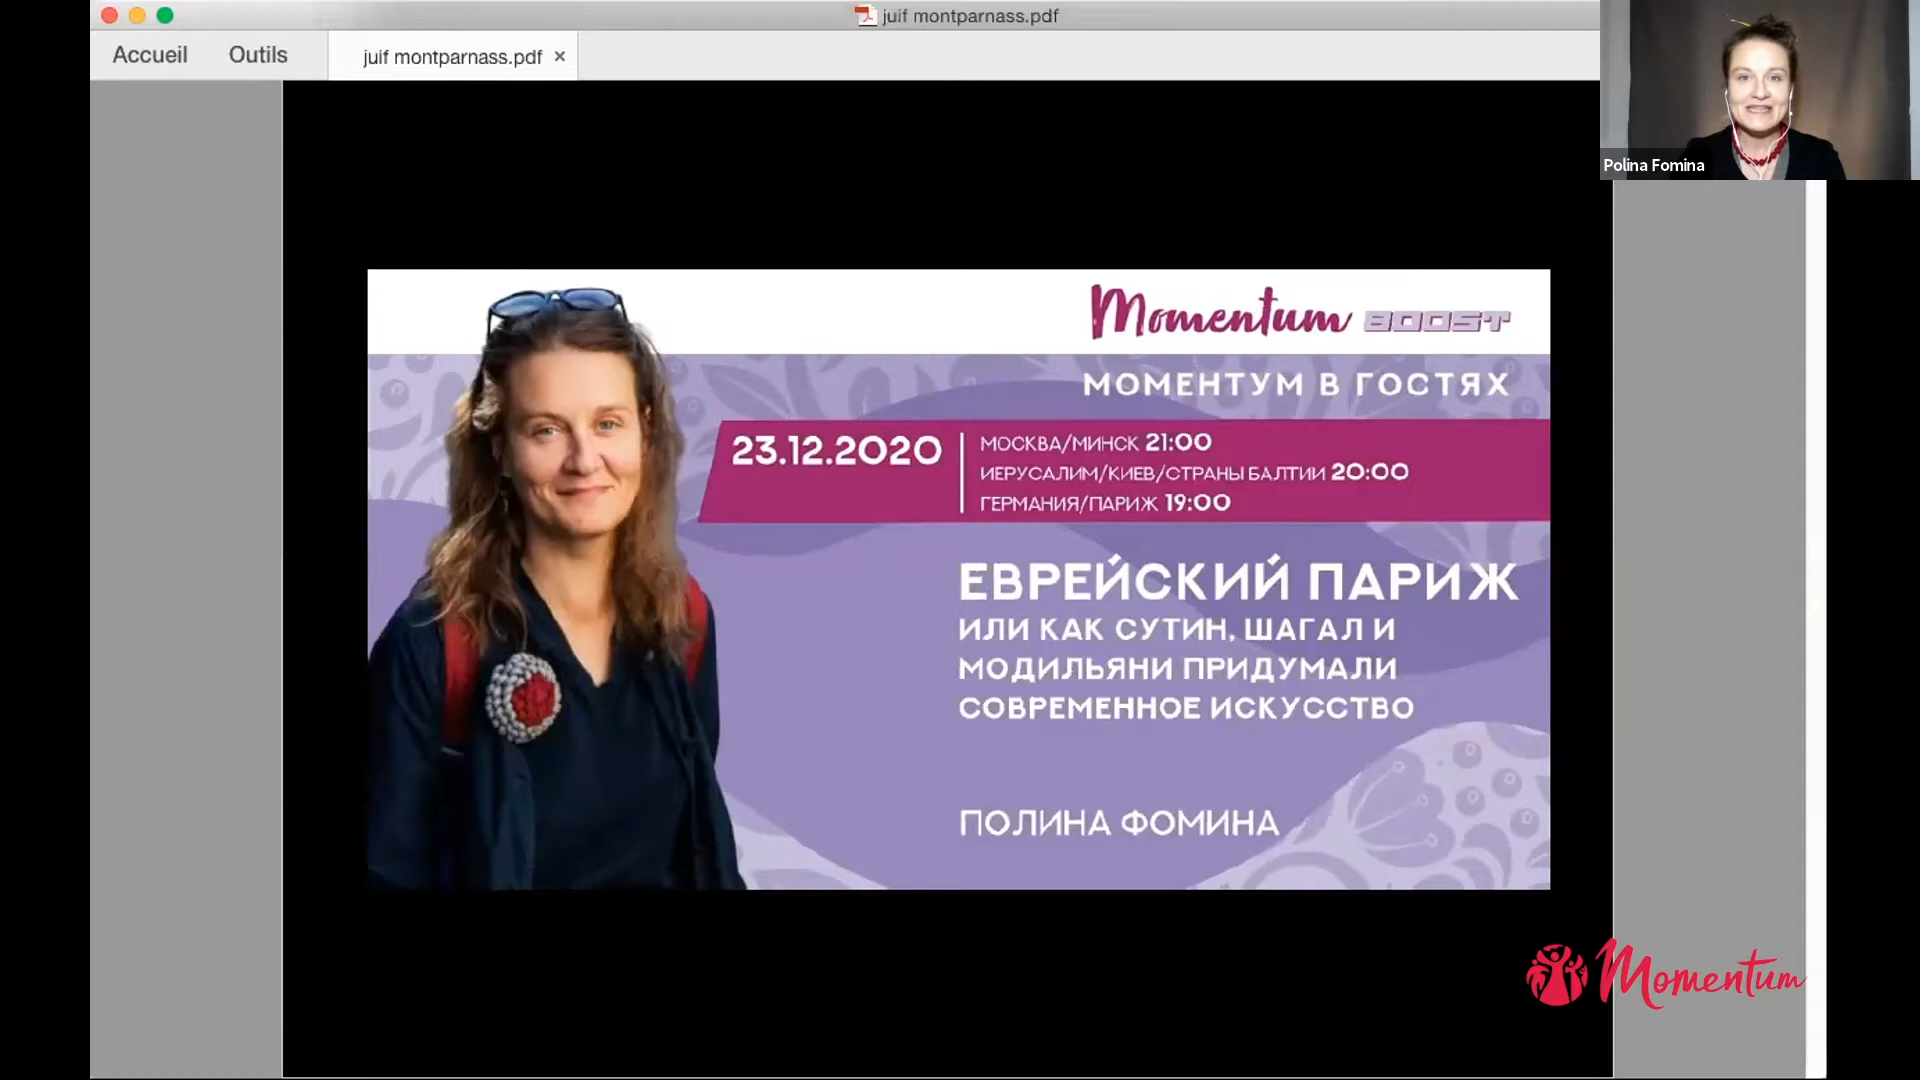 juif montparnass.pdf
Accueil Outils juif montparnass.pdf ×
Polina Fomina
Momentum BOOST
МОМЕНТУМ В ГОСТЯХ
23.12.2020
МОСКВА/МИНСК 21:00
ИЕРУСАЛИМ/КИЕВ/СТРАНЫ БАЛТИИ 20:00
ГЕРМАНИЯ/ПАРИЖ 19:00
ЕВРЕЙСКИЙ ПАРИЖ
ИЛИ КАК СУТИН, ШАГАЛ И
МОДИЛЬЯНИ ПРИДУМАЛИ
СОВРЕМЕННОЕ ИСКУССТВО
ПОЛИНА ФОМИНА
Momentum